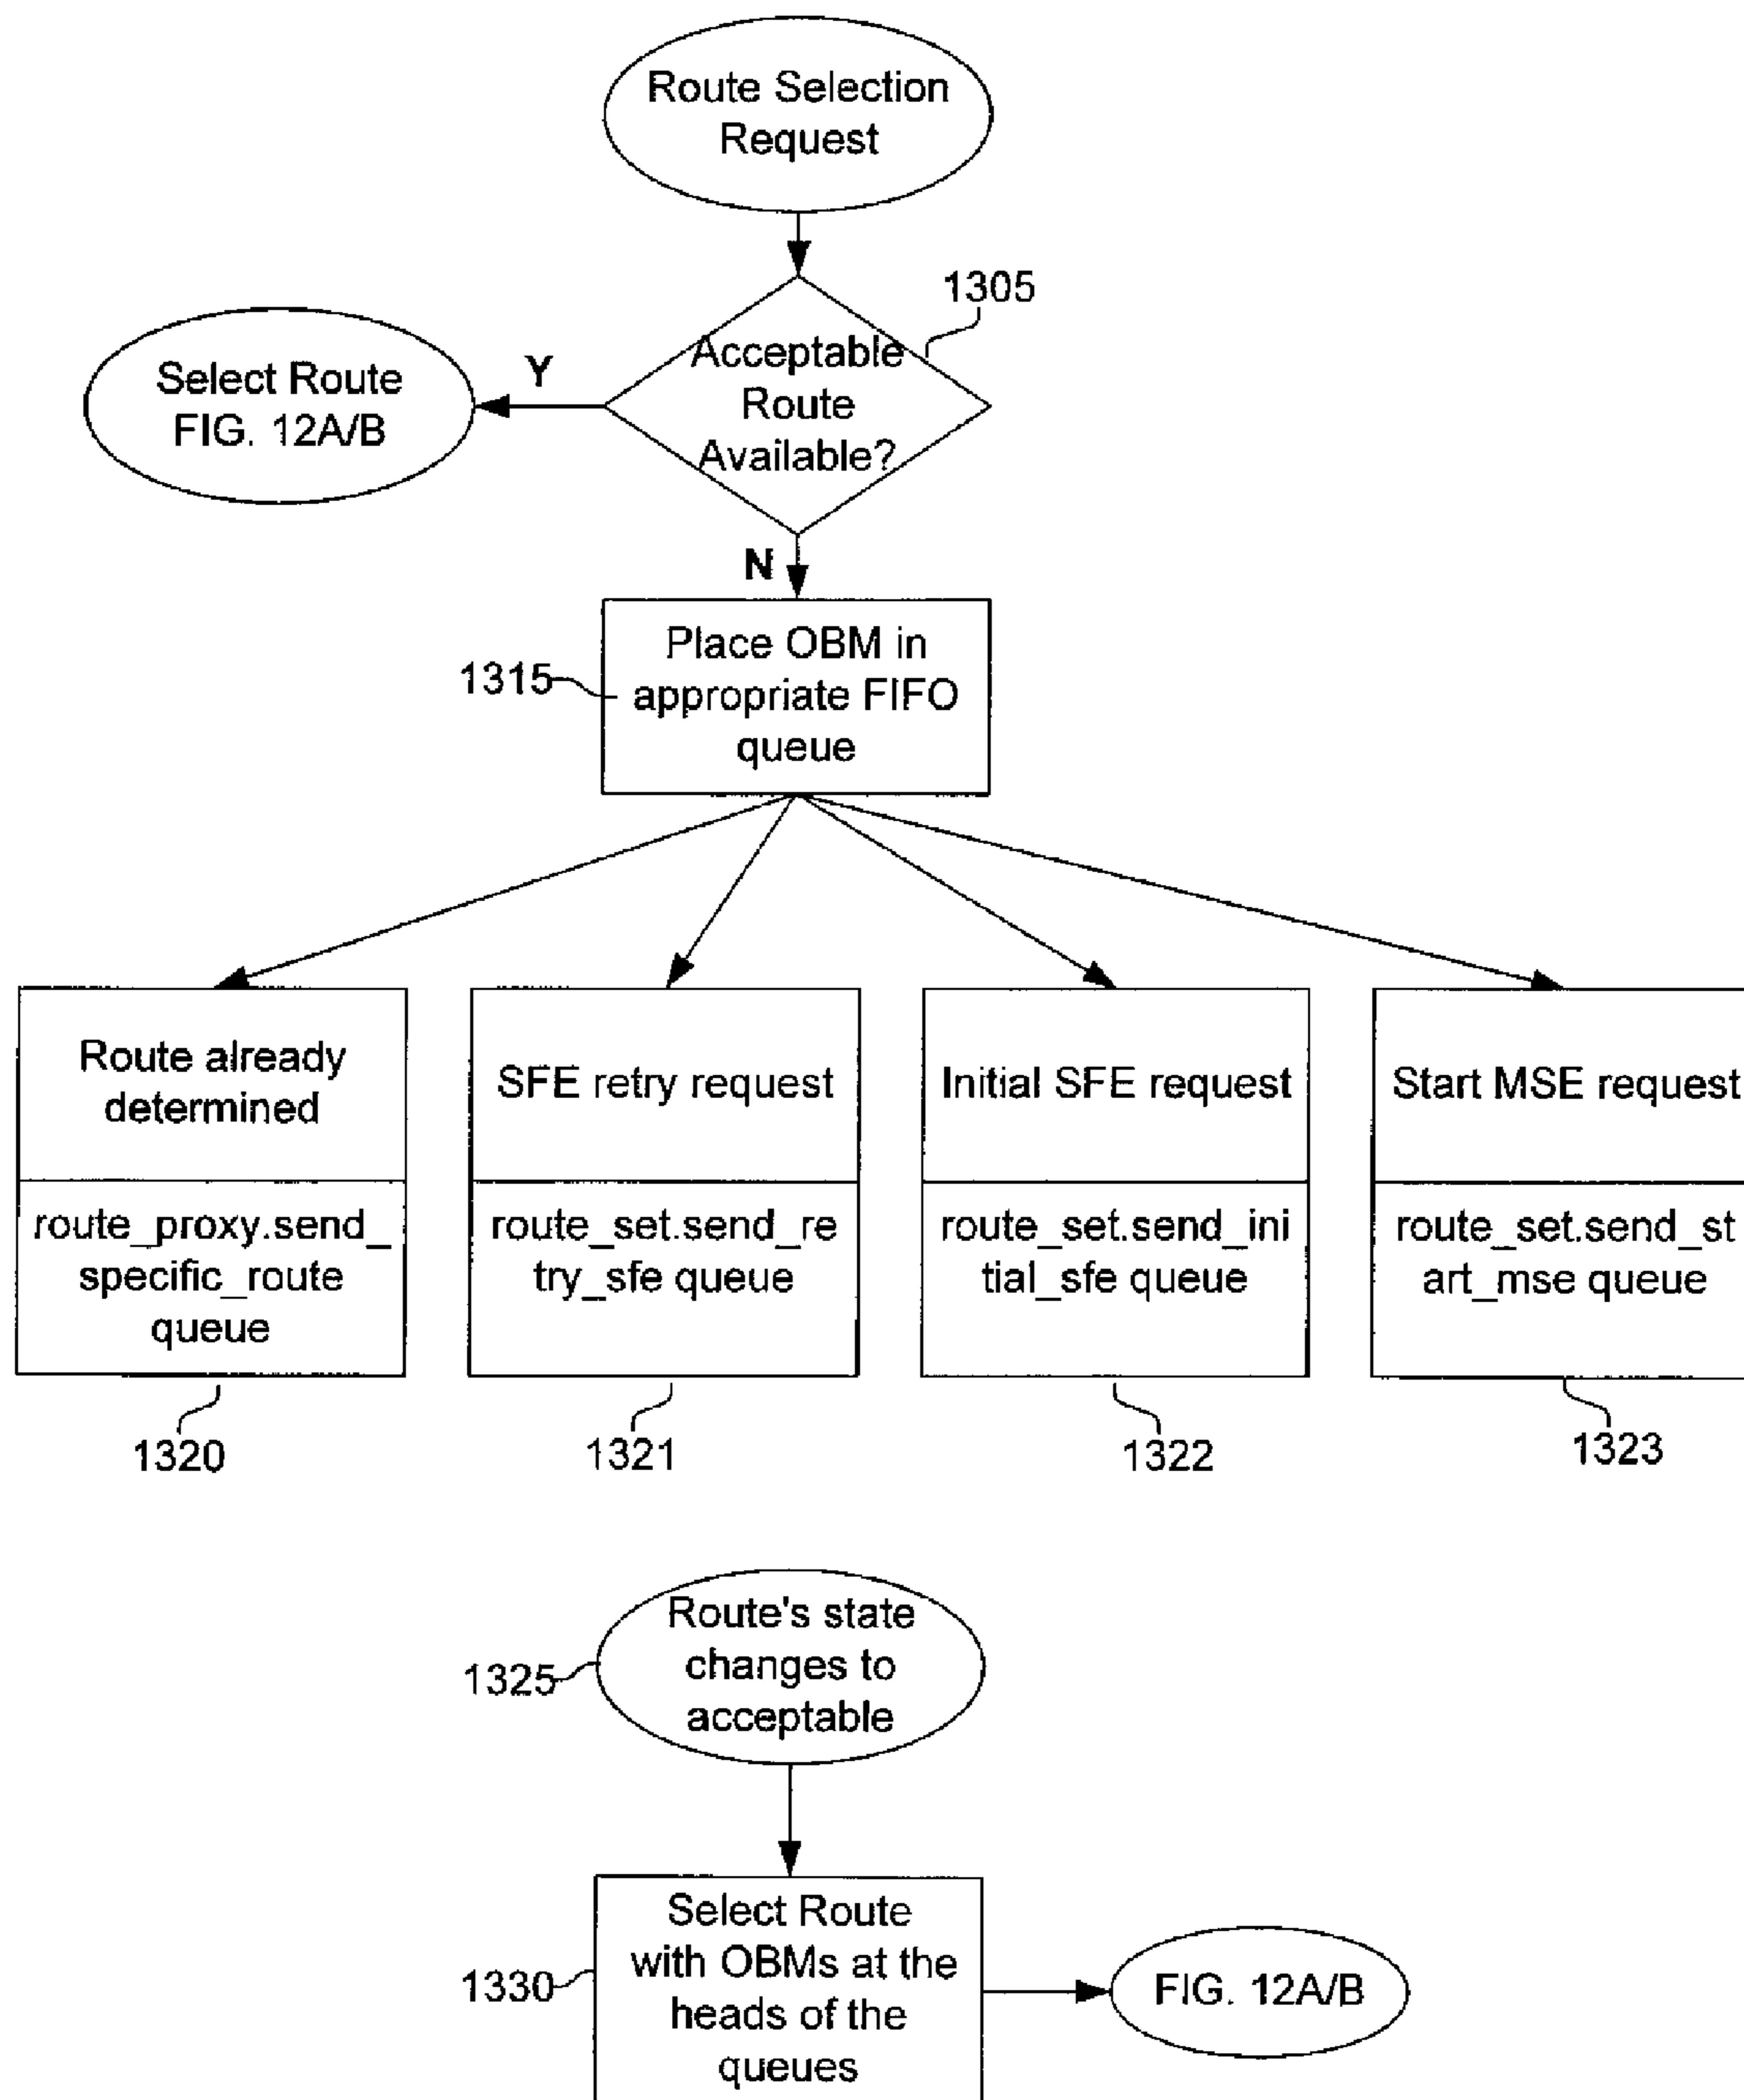 Route Selection
Request
1305
Acceptable
Route
Available?
Y
Select Route
FIG. 12A/B
N
Place OBM in
appropriate FIFO
queue
1315
Route already
determined
SFE retry request
Initial SFE request
Start MSE request
route_proxy.send_
specific_route
queue
route_set.send_re
try_sfe queue
route_set.send_ini
tial_sfe queue
route_set.send_st
art_mse queue
1320
1321
1322
1323
Route's state
changes to
acceptable
1325
Select Route
with OBMs at the
heads of the
queues
1330
FIG. 12A/B